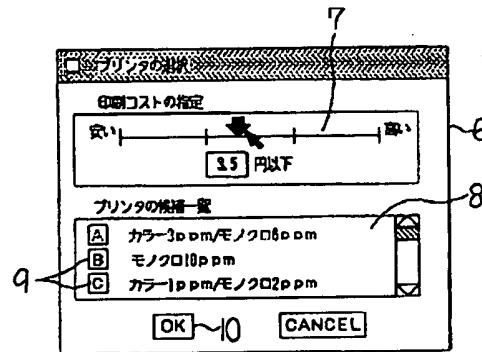 7
プリンタの選択
印刷コストの指定
6
安い 高い
3.5 円以下
8
プリンタの候補一覧
A カラー3ppm/モノクロ6ppm
9
B モノクロ10ppm
C カラー1ppm/モノクロ2ppm
OK 10 CANCEL